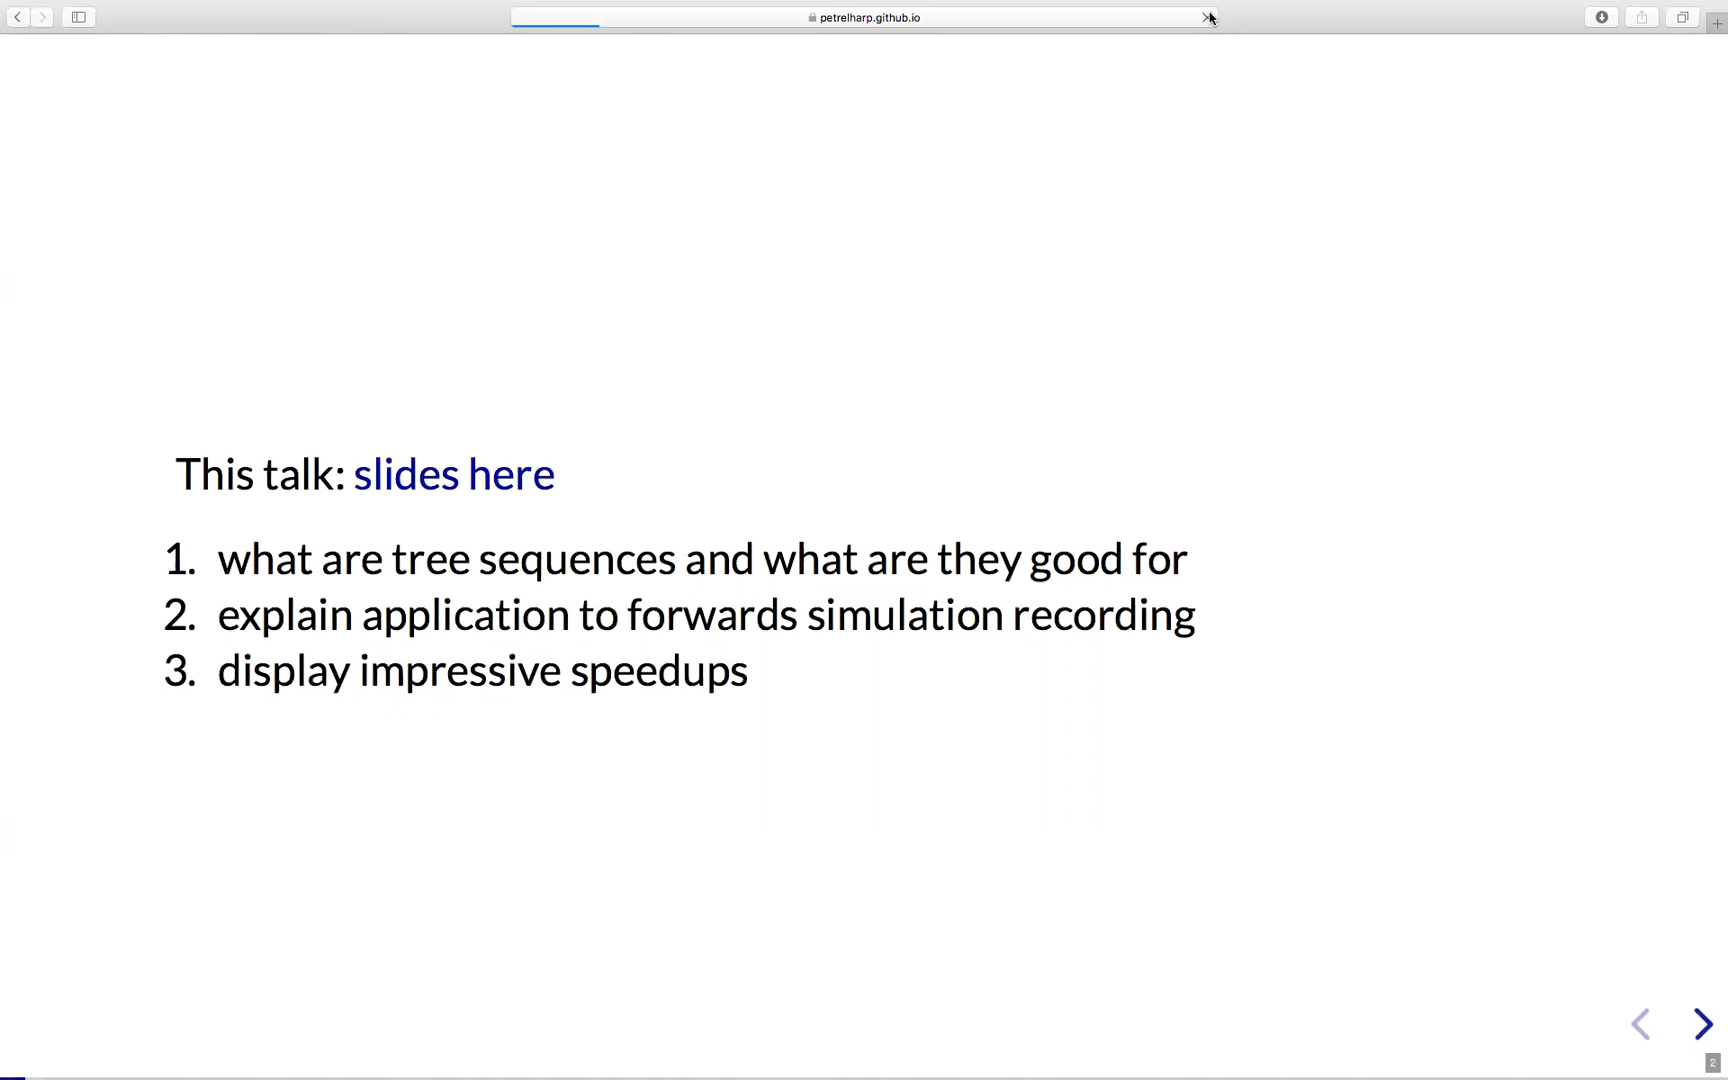 petrelharp.github.io
This talk: slides here
1. what are tree sequences and what are they good for
2. explain application to forwards simulation recording
3. display impressive speedups
2